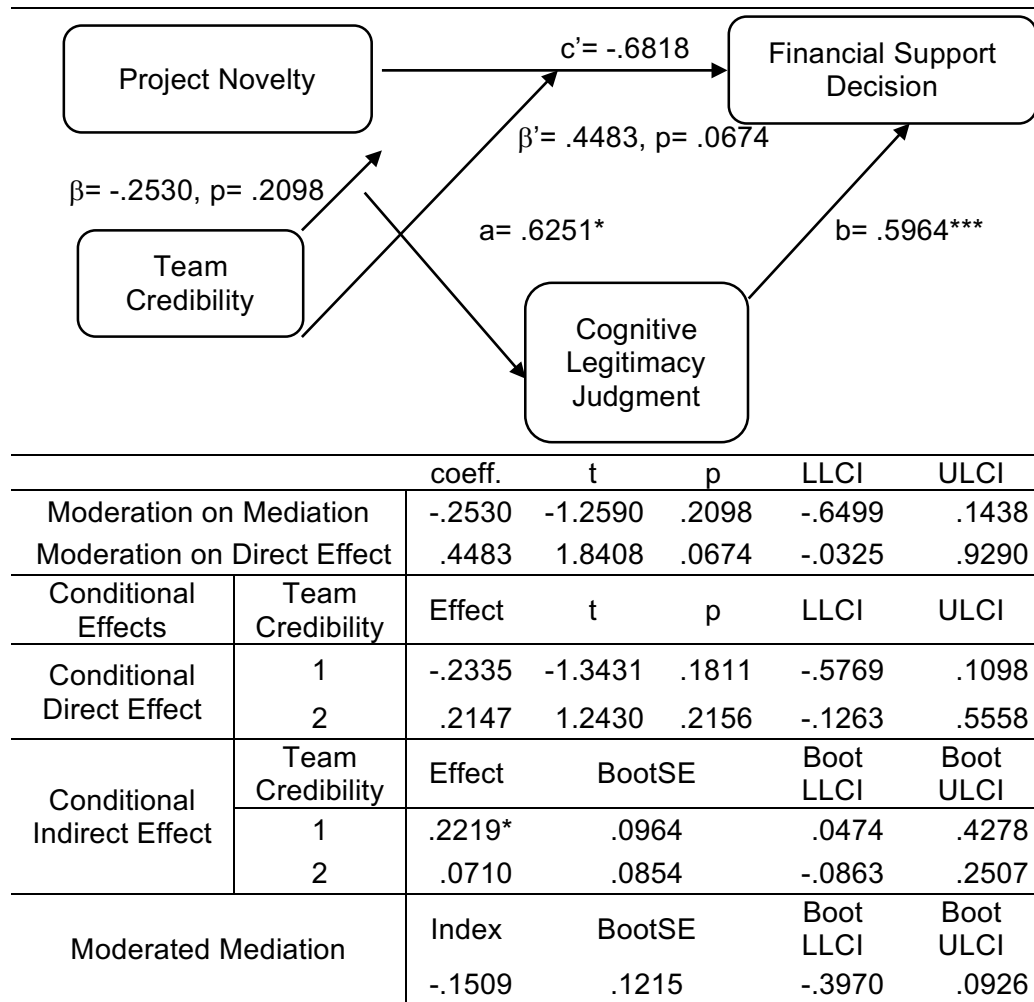 Project Novelty
c’= -.6818
Financial Support
Decision
β’= .4483, p= .0674
β= -.2530, p= .2098
Team
Credibility
a= .6251*
b= .5964***
Cognitive
Legitimacy
Judgment
coeff. t p LLCI ULCI
Moderation on Mediation -.2530 -1.2590 .2098 -.6499 .1438
Moderation on Direct Effect .4483 1.8408 .0674 -.0325 .9290
Conditional
Effects
Team
Credibility
Effect t p LLCI ULCI
Conditional
Direct Effect
1 -.2335 -1.3431 .1811 -.5769 .1098
2 .2147 1.2430 .2156 -.1263 .5558
Conditional
Indirect Effect
Team
Credibility
Effect BootSE
Boot
LLCI
Boot
ULCI
1 .2219* .0964 .0474 .4278
2 .0710 .0854 -.0863 .2507
Moderated Mediation
Index BootSE
Boot
LLCI
Boot
ULCI
-.1509 .1215 -.3970 .0926